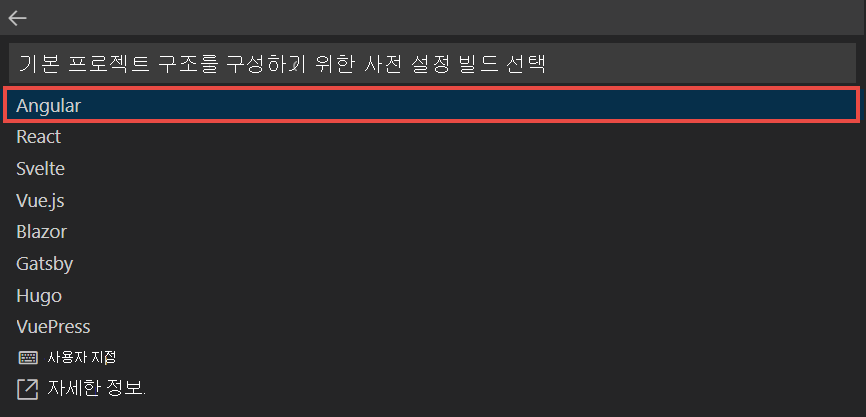 기본 프로젝트 구조를 구성하기 위한 사전 설정 빌드 선택
Angular
React
Svelte
Vue.js
Blazor
Gatsby
Hugo
VuePress
사용자 지정
자세한 정보.